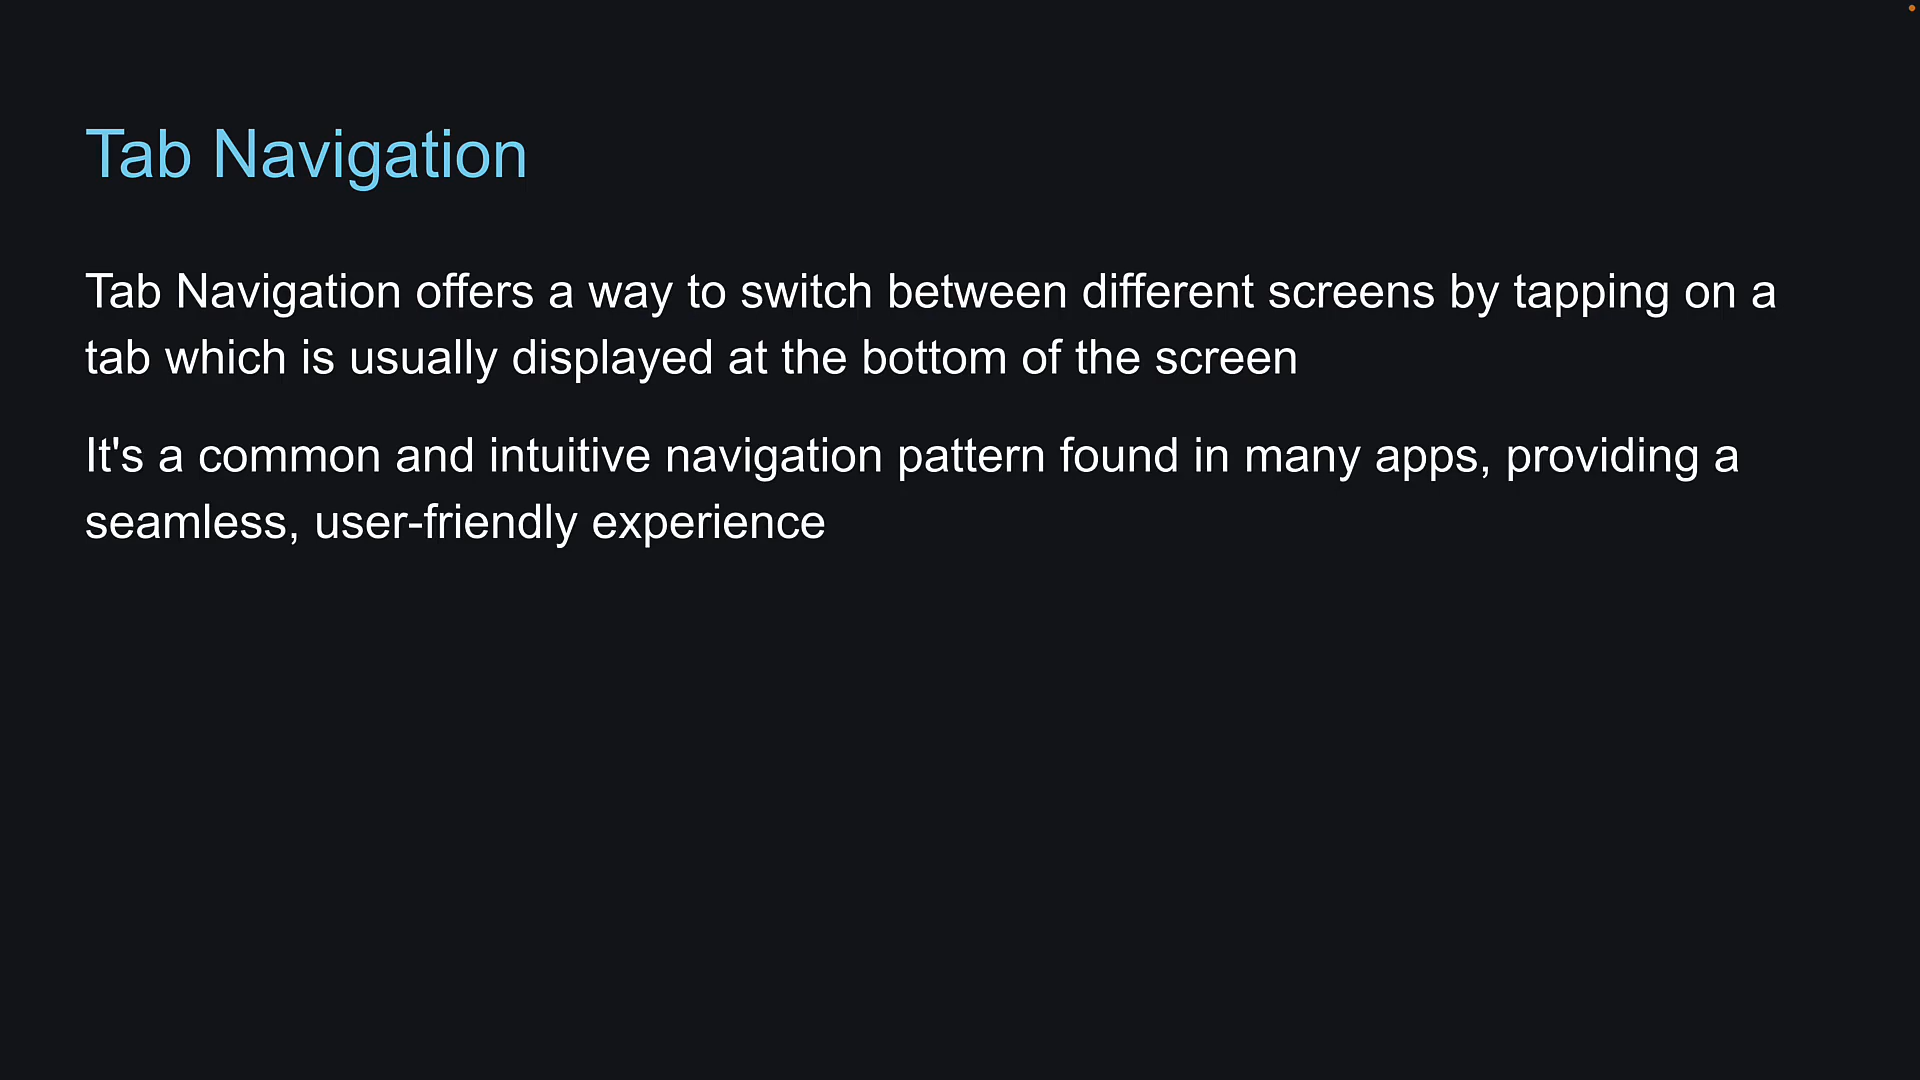 Tab Navigation
Tab Navigation offers a way to switch between different screens by tapping on a
tab which is usually displayed at the bottom of the screen
It's a common and intuitive navigation pattern found in many apps, providing a
seamless, user-friendly experience